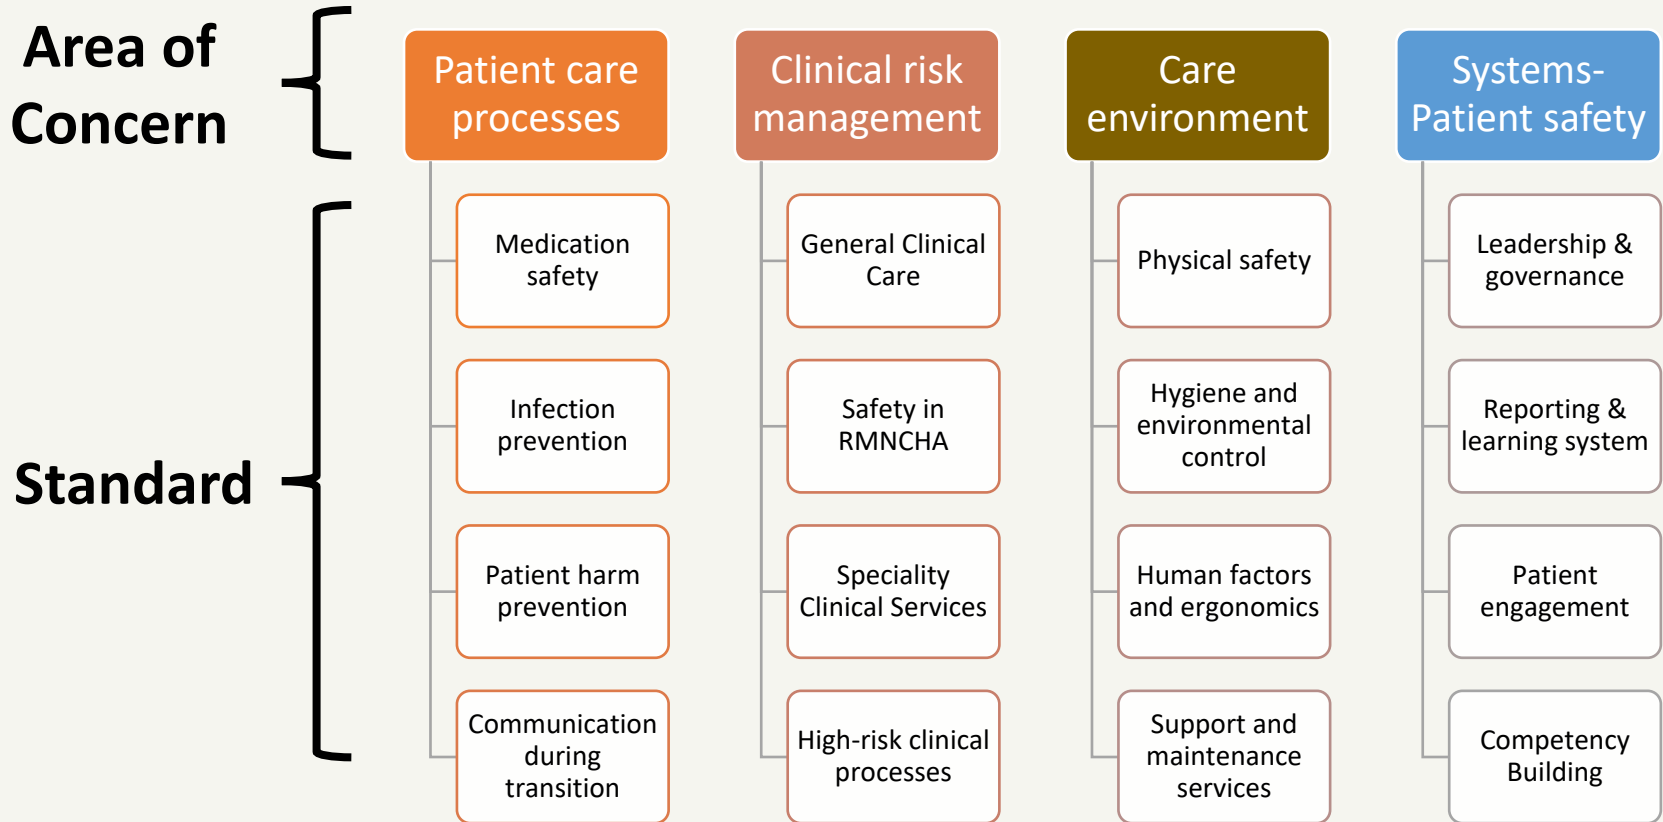 Area of
Concern
Patient care
processes
Clinical risk
management
Care
environment
Systems-
Patient safety
Standard
Medication
safety
Infection
prevention
Patient harm
prevention
Communication
during
transition
General Clinical
Care
Safety in
RMNCHA
Speciality
Clinical Services
High-risk clinical
processes
Physical safety
Hygiene and
environmental
control
Human factors
and ergonomics
Support and
maintenance
services
Leadership &
governance
Reporting &
learning system
Patient
engagement
Competency
Building